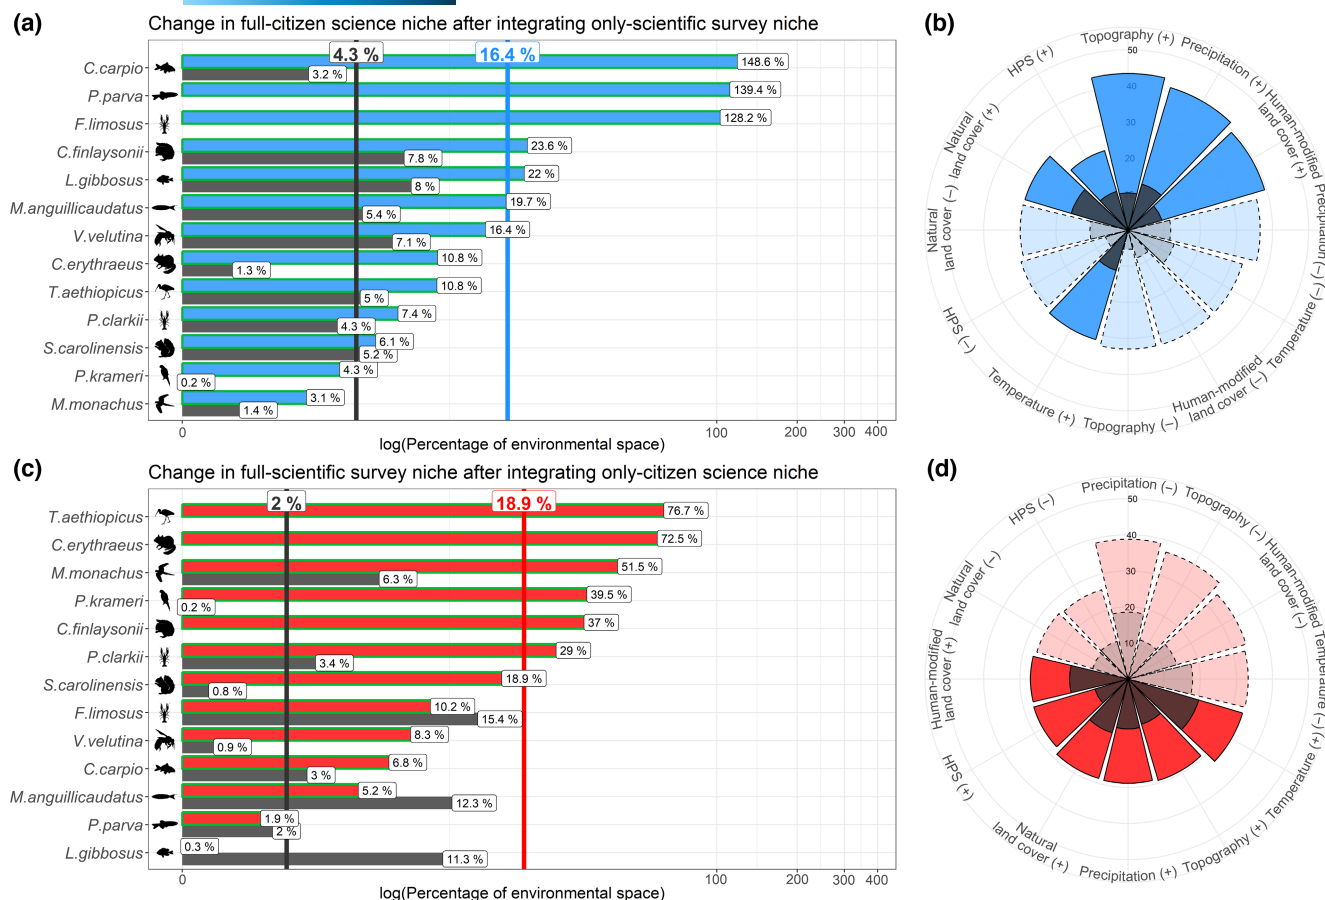 (a)
Change in full-citizen science niche after integrating only-scientific survey niche
4.3 %
16.4 %
C.carpio
148.6 %
3.2 %
P.parva
139.4 %
F.limosus
128.2 %
C.finlaysonii
23.6 %
7.8 %
L.gibbosus
22 %
8 %
M.anguillicaudatus
19.7 %
5.4 %
V.velutina
16.4 %
7.1 %
C.erythraeus
10.8 %
1.3 %
T.aethiopicus
10.8 %
5 %
P.clarkii
7.4 %
4.3 %
S.carolinensis
6.1 %
5.2 %
P.krameri
4.3 %
0.2 %
M.monachus
3.1 %
1.4 %
0
100
200
300
400
log(Percentage of environmental space)
(b)
Topography (+)
Precipitation (+)
Human-modified
land cover (+)
Precipitation (–)
Temperature (–)
Human-modified
land cover (–)
Topography (–)
Temperature (+)
HPS (–)
Natural
land cover (–)
Natural
land cover (+)
HPS (+)
50
40
30
20
10
(c)
Change in full-scientific survey niche after integrating only-citizen science niche
2 %
18.9 %
T.aethiopicus
76.7 %
C.erythraeus
72.5 %
M.monachus
51.5 %
6.3 %
P.krameri
39.5 %
0.2 %
C.finlaysonii
37 %
P.clarkii
29 %
3.4 %
S.carolinensis
18.9 %
0.8 %
F.limosus
10.2 %
15.4 %
V.velutina
8.3 %
0.9 %
C.carpio
6.8 %
3 %
M.anguillicaudatus
5.2 %
12.3 %
P.parva
1.9 %
2 %
L.gibbosus
0.3 %
11.3 %
0
100
200
300
400
log(Percentage of environmental space)
(d)
Precipitation (–)
Topography (–)
Human-modified
land cover (–)
Temperature (–)
Temperature (+)
Topography (+)
Precipitation (+)
Natural
land cover (+)
HPS (+)
Human-modified
land cover (+)
Natural
land cover (–)
HPS (–)
50
40
30
20
10